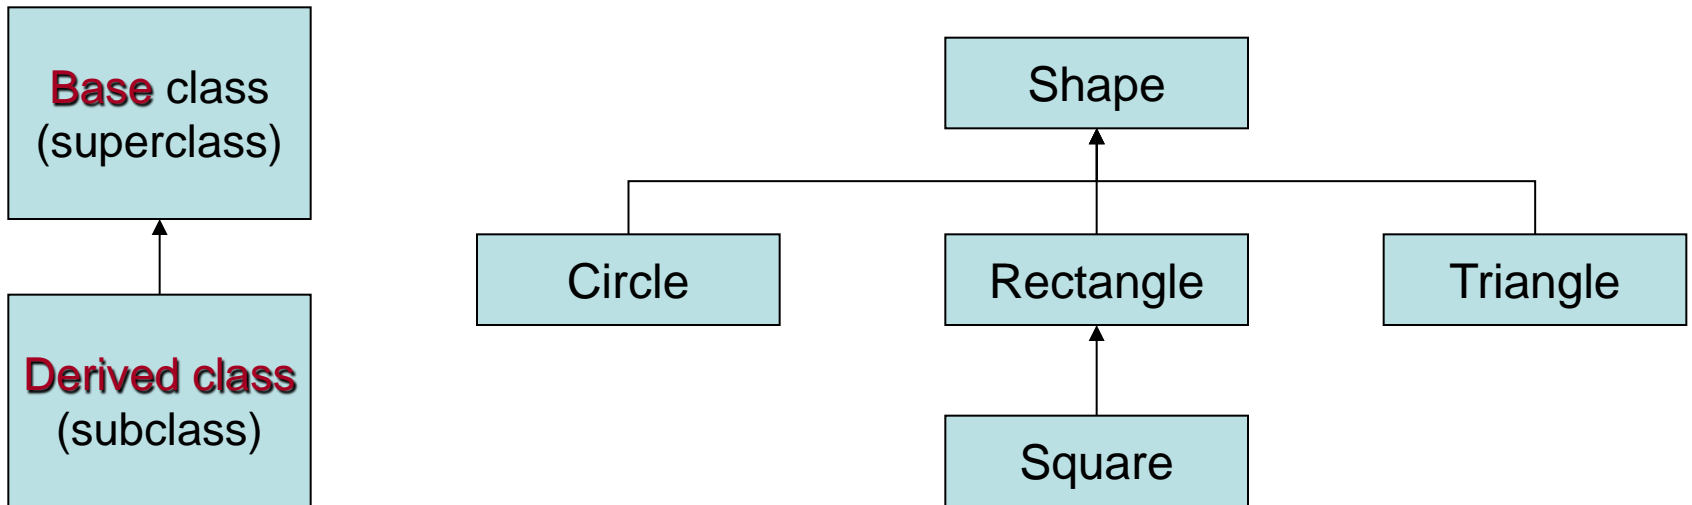 Base class
(superclass)
Derived class
(subclass)
Shape
Circle
Rectangle
Triangle
Square